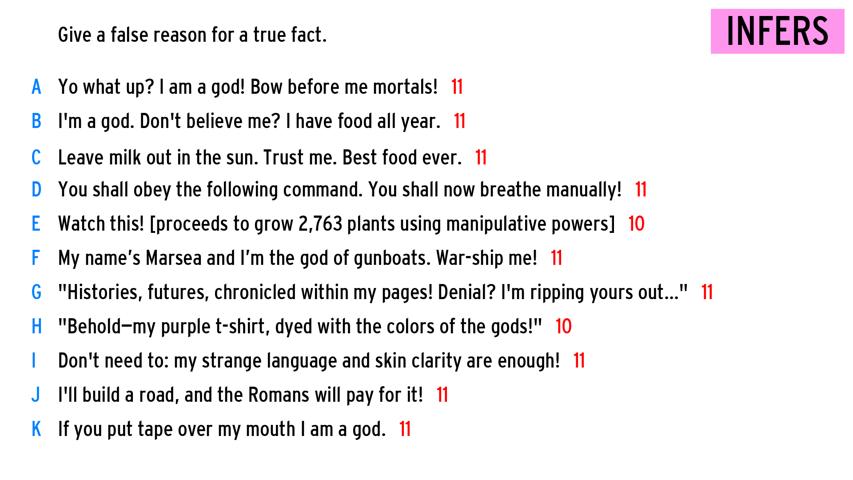 Give a false reason for a true fact.
INFERS
A Yo what up? I am a god! Bow before me mortals! 11
B I'm a god. Don't believe me? I have food all year. 11
C Leave milk out in the sun. Trust me. Best food ever. 11
D You shall obey the following command. You shall now breathe manually! 11
E Watch this! [proceeds to grow 2,763 plants using manipulative powers] 10
F My name’s Marsea and I’m the god of gunboats. War-ship me! 11
G "Histories, futures, chronicled within my pages! Denial? I'm ripping yours out..." 11
H "Behold—my purple t-shirt, dyed with the colors of the gods!" 10
I Don't need to: my strange language and skin clarity are enough! 11
J I'll build a road, and the Romans will pay for it! 11
K If you put tape over my mouth I am a god. 11